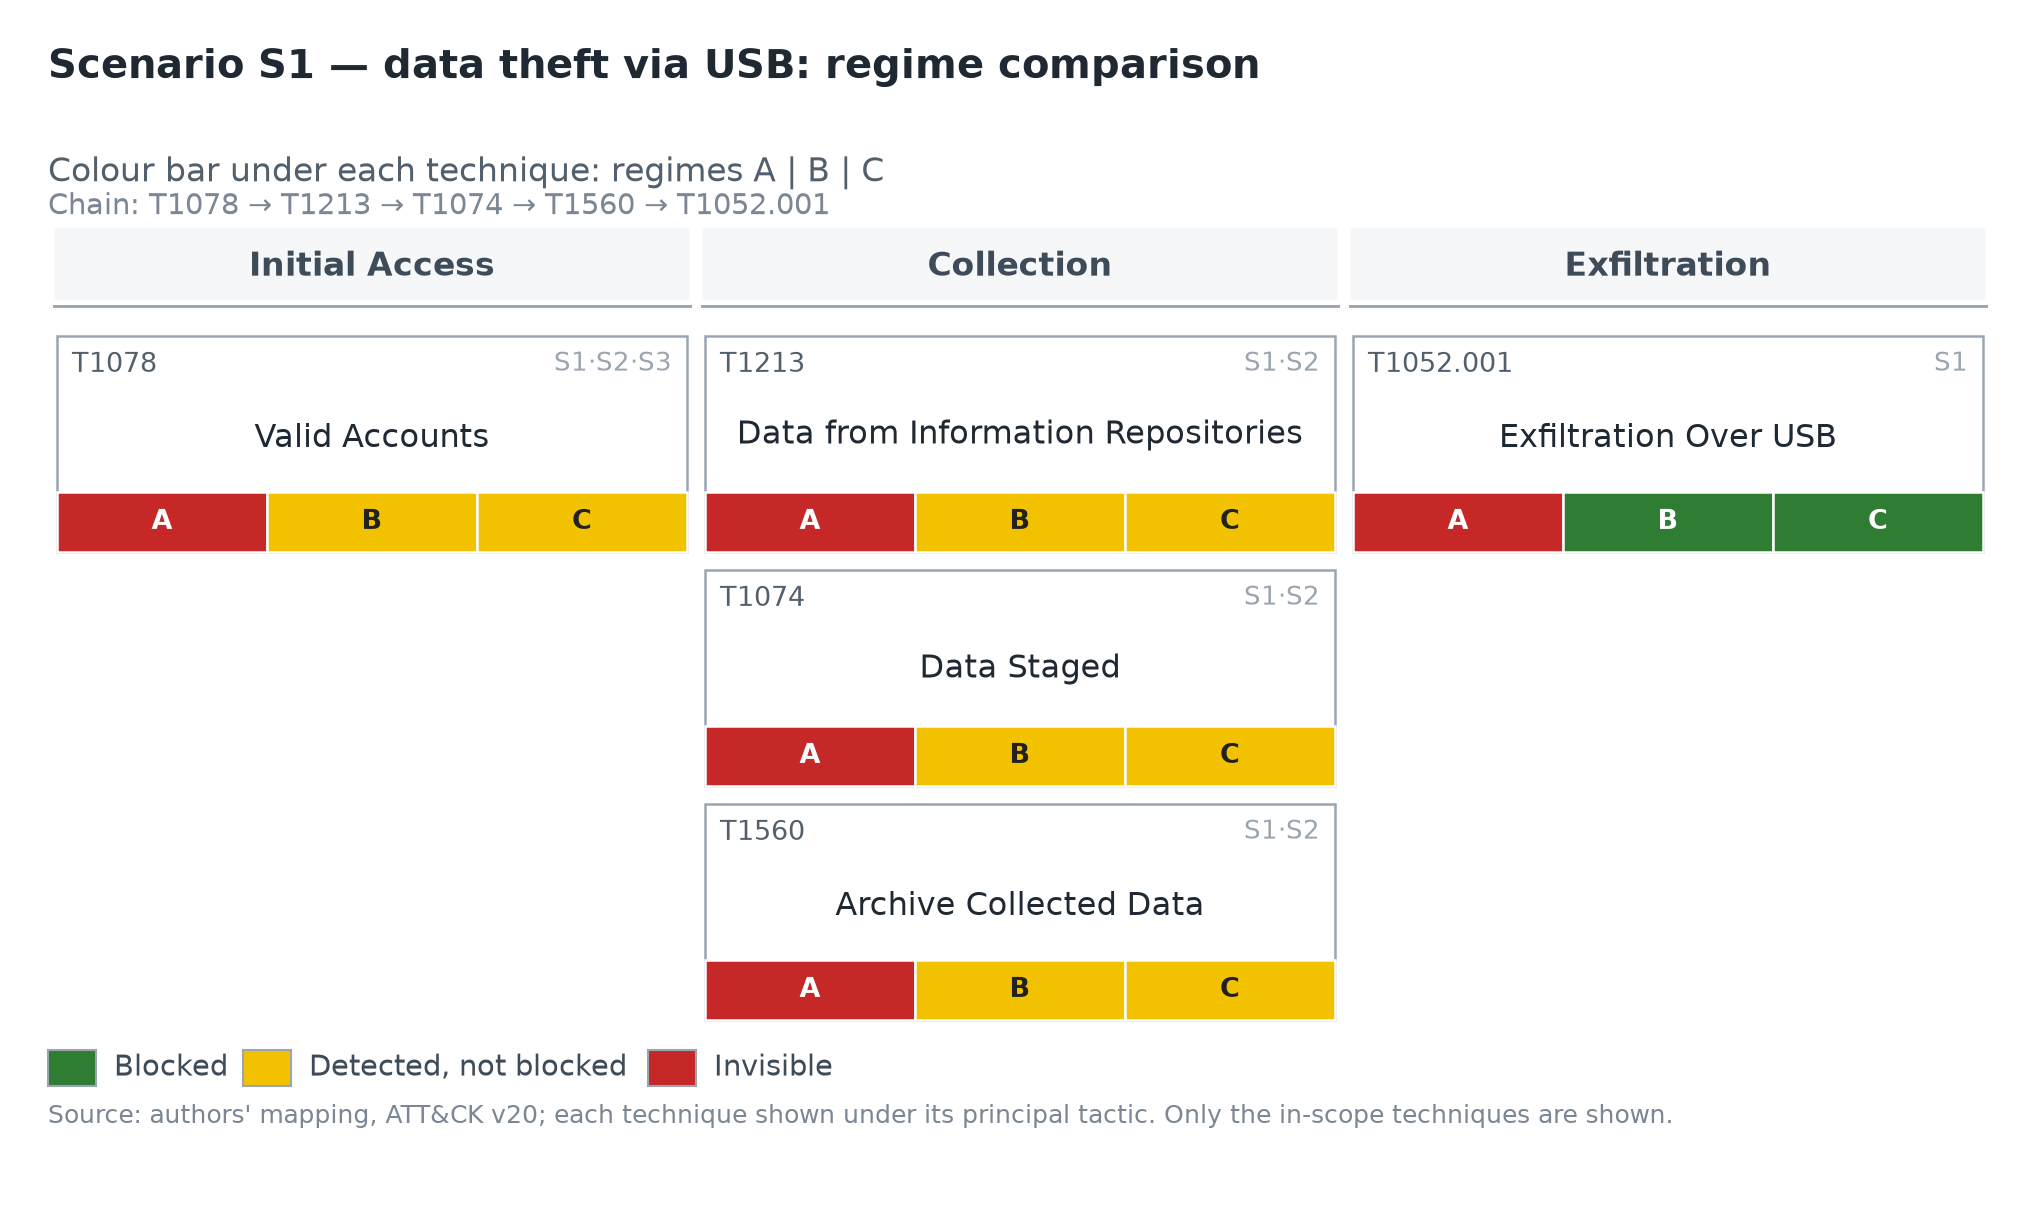 Scenario S1 — data theft via USB: regime comparison
Colour bar under each technique: regimes A | B | C
Chain: T1078 → T1213 → T1074 → T1560 → T1052.001
Initial Access
Collection
Exfiltration
T1078 S1·S2·S3
Valid Accounts
A B C
T1213 S1·S2
Data from Information Repositories
A B C
T1052.001 S1
Exfiltration Over USB
A B C
T1074 S1·S2
Data Staged
A B C
T1560 S1·S2
Archive Collected Data
A B C
Blocked Detected, not blocked Invisible
Source: authors' mapping, ATT&CK v20; each technique shown under its principal tactic. Only the in-scope techniques are shown.